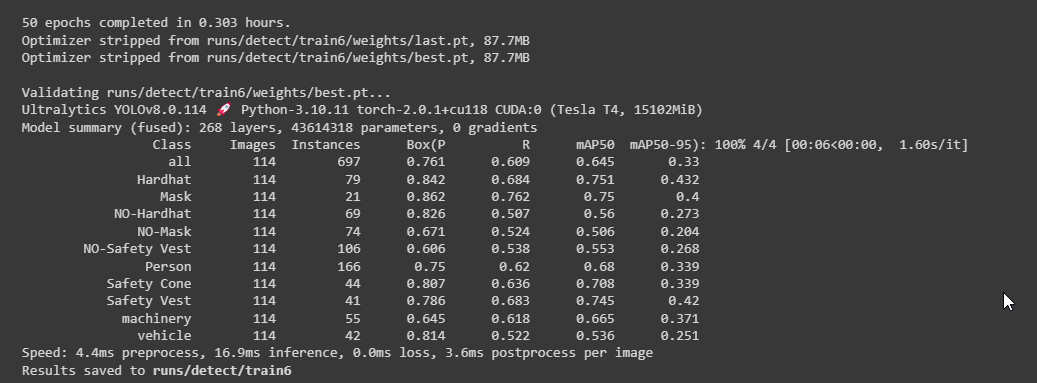 50 epochs completed in 0.303 hours.
Optimizer stripped from runs/detect/train6/weights/last.pt, 87.7MB
Optimizer stripped from runs/detect/train6/weights/best.pt, 87.7MB
Validating runs/detect/train6/weights/best.pt...
Ultralytics YOLOv8.0.114 🚀 Python-3.10.11 torch-2.0.1+cu118 CUDA:0 (Tesla T4, 15102MiB)
Model summary (fused): 268 layers, 43614318 parameters, 0 gradients
Class Images Instances Box(P R mAP50 mAP50-95): 100% 4/4 [00:06<00:00, 1.60s/it]
all 114 697 0.761 0.609 0.645 0.33
Hardhat 114 79 0.842 0.684 0.751 0.432
Mask 114 21 0.862 0.762 0.75 0.4
NO-Hardhat 114 69 0.826 0.507 0.56 0.273
NO-Mask 114 74 0.671 0.524 0.506 0.204
NO-Safety Vest 114 106 0.606 0.538 0.553 0.268
Person 114 166 0.75 0.62 0.68 0.339
Safety Cone 114 44 0.807 0.636 0.708 0.339
Safety Vest 114 41 0.786 0.683 0.745 0.42
machinery 114 55 0.645 0.618 0.665 0.371
vehicle 114 42 0.814 0.522 0.536 0.251
Speed: 4.4ms preprocess, 16.9ms inference, 0.0ms loss, 3.6ms postprocess per image
Results saved to runs/detect/train6